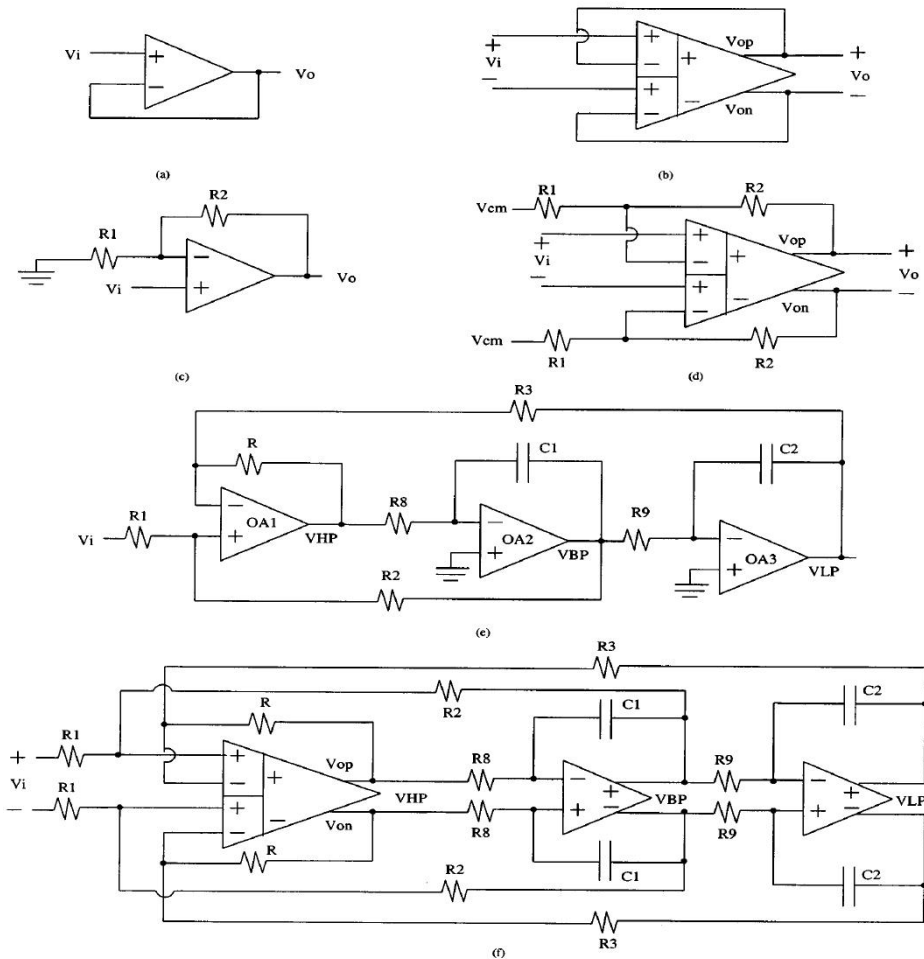 Vi + − Vo
(a)
+ Vi − + − + − + − Vop Von + Vo −
(b)
R2
R1
Vi − + Vo
(c)
R1 R2
Vcm
+ Vi − + − + − + − Vop Von + Vo −
Vcm
R1 R2
(d)
R3
R C1 C2
R1 − OA1 R8 − R9 −
Vi + VHP + OA2 VBP + OA3 VLP
R2
(e)
R3
R2
R C1 C2
+ R1 + − + Vop R8 − R9 −
Vi VHP + − VBP + − VLP
− R1 + − − Von R8 + R9 +
R R2 C1 C2
R3
(f)